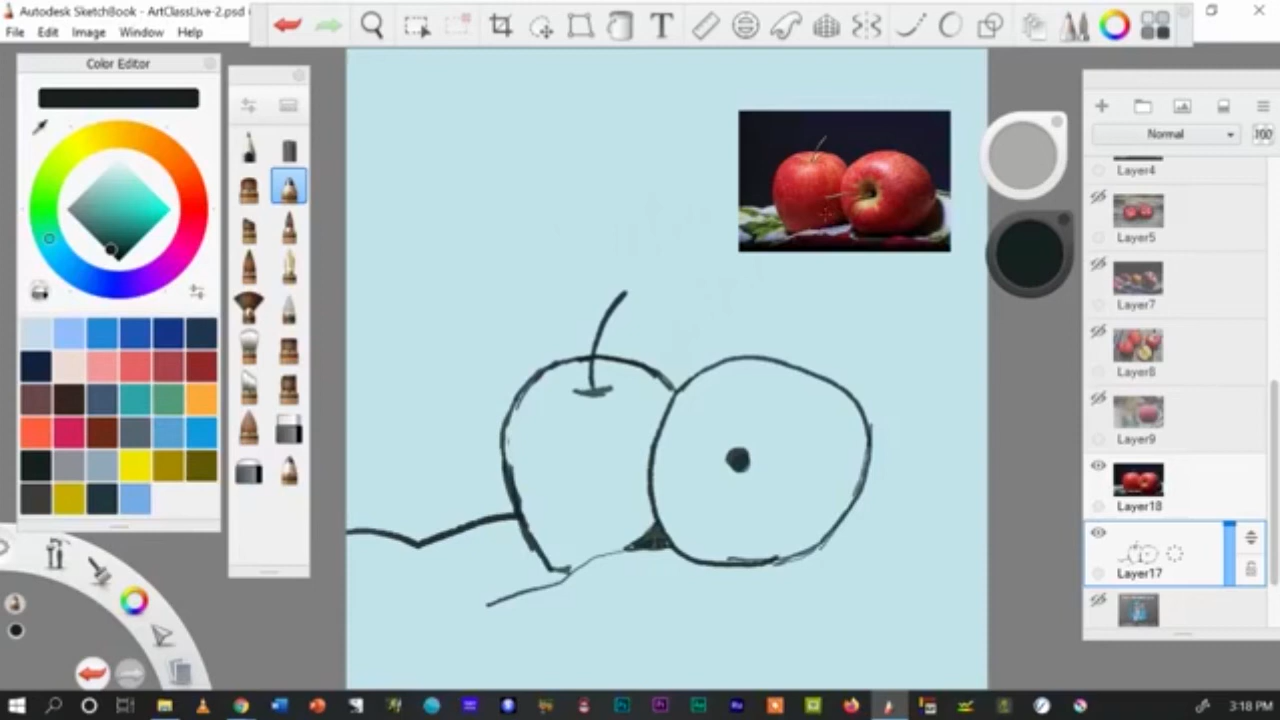 Autodesk SketchBook - ArtClassLive-2.psd
File Edit Image Window Help
T
Color Editor
Normal
100
Layer4
Layer5
Layer7
Layer8
Layer9
Layer18
Layer17
3:18 PM